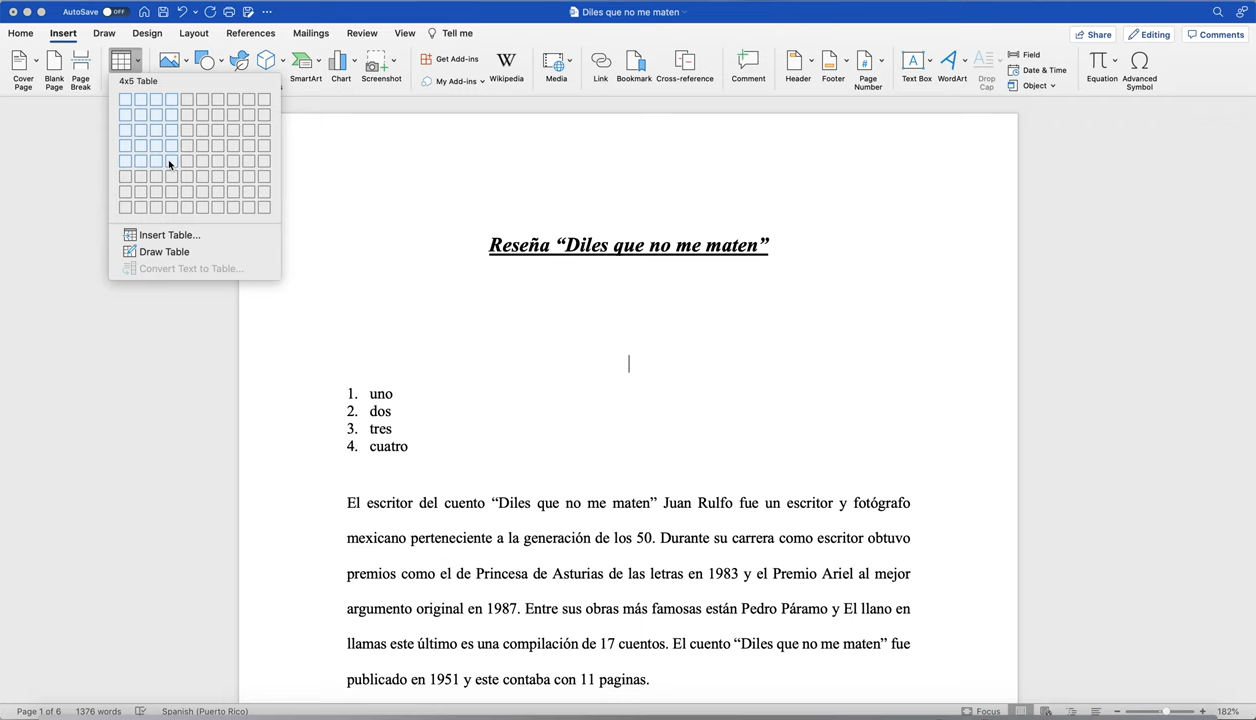 AutoSave OFF
Diles que no me maten
Home Insert Draw Design Layout References Mailings Review View Tell me
Share Editing Comments
Cover Page
Blank Page
Page Break
SmartArt
Chart
Screenshot
Get Add-ins
My Add-ins
Wikipedia
Media
Link
Bookmark
Cross-reference
Comment
Header
Footer
Page Number
Text Box
WordArt
Drop Cap
Field
Date & Time
Object
Equation
Advanced Symbol
4x5 Table
Insert Table...
Draw Table
Convert Text to Table...
Reseña “Diles que no me maten”
1. uno
2. dos
3. tres
4. cuatro
El escritor del cuento “Diles que no me maten” Juan Rulfo fue un escritor y fotógrafo
mexicano perteneciente a la generación de los 50. Durante su carrera como escritor obtuvo
premios como el de Princesa de Asturias de las letras en 1983 y el Premio Ariel al mejor
argumento original en 1987. Entre sus obras más famosas están Pedro Páramo y El llano en
llamas este último es una compilación de 17 cuentos. El cuento “Diles que no me maten” fue
publicado en 1951 y este contaba con 11 paginas.
Page 1 of 6 1376 words Spanish (Puerto Rico) Focus 182%